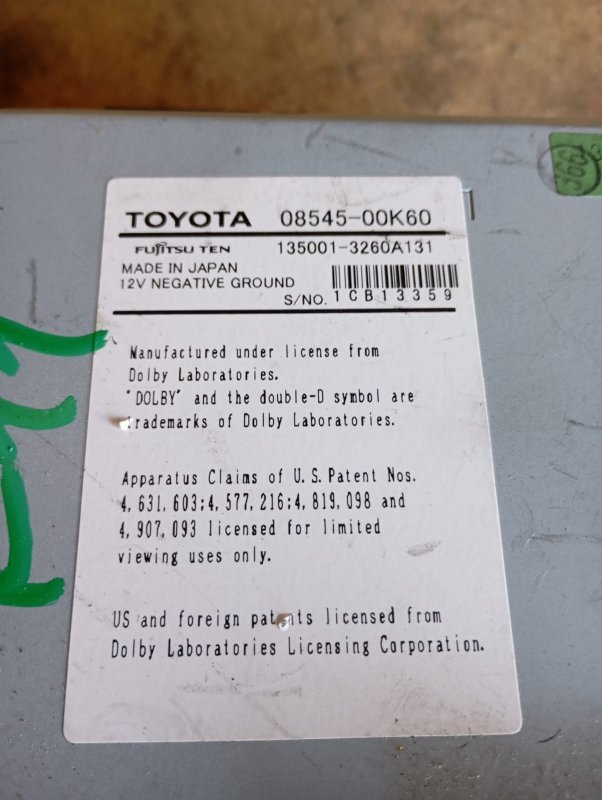 TOYOTA 08545-00K60
FUJITSU TEN 135001-3260A131
MADE IN JAPAN
12V NEGATIVE GROUND
S/NO. 1CB13359
Manufactured under license from
Dolby Laboratories.
"DOLBY" and the double-D symbol are
trademarks of Dolby Laboratories.
Apparatus Claims of U.S. Patent Nos.
4,631,603;4,577,216;4,819,098 and
4,907,093 licensed for limited
viewing uses only.
US and foreign patents licensed from
Dolby Laboratories Licensing Corporation.